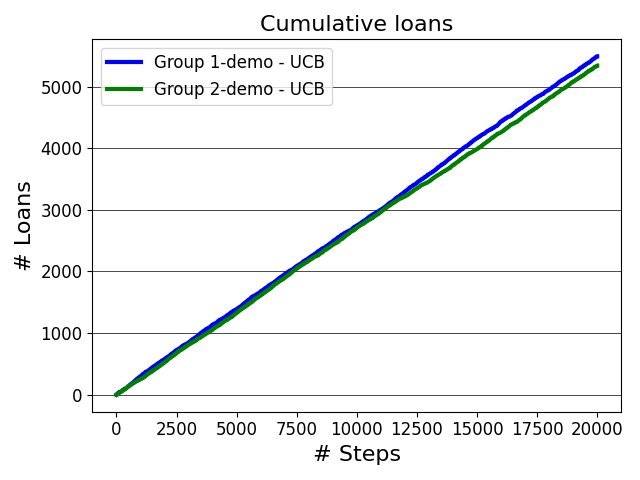 Cumulative loans
Group 1-demo - UCB
Group 2-demo - UCB
# Loans
5000
4000
3000
2000
1000
0
0 2500 5000 7500 10000 12500 15000 17500 20000
# Steps